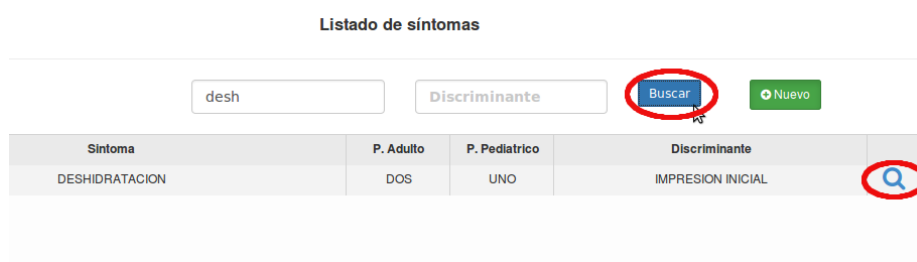 Listado de síntomas
desh Discriminante Buscar Nuevo
Sintoma P. Adulto P. Pediatrico Discriminante
DESHIDRATACION DOS UNO IMPRESION INICIAL